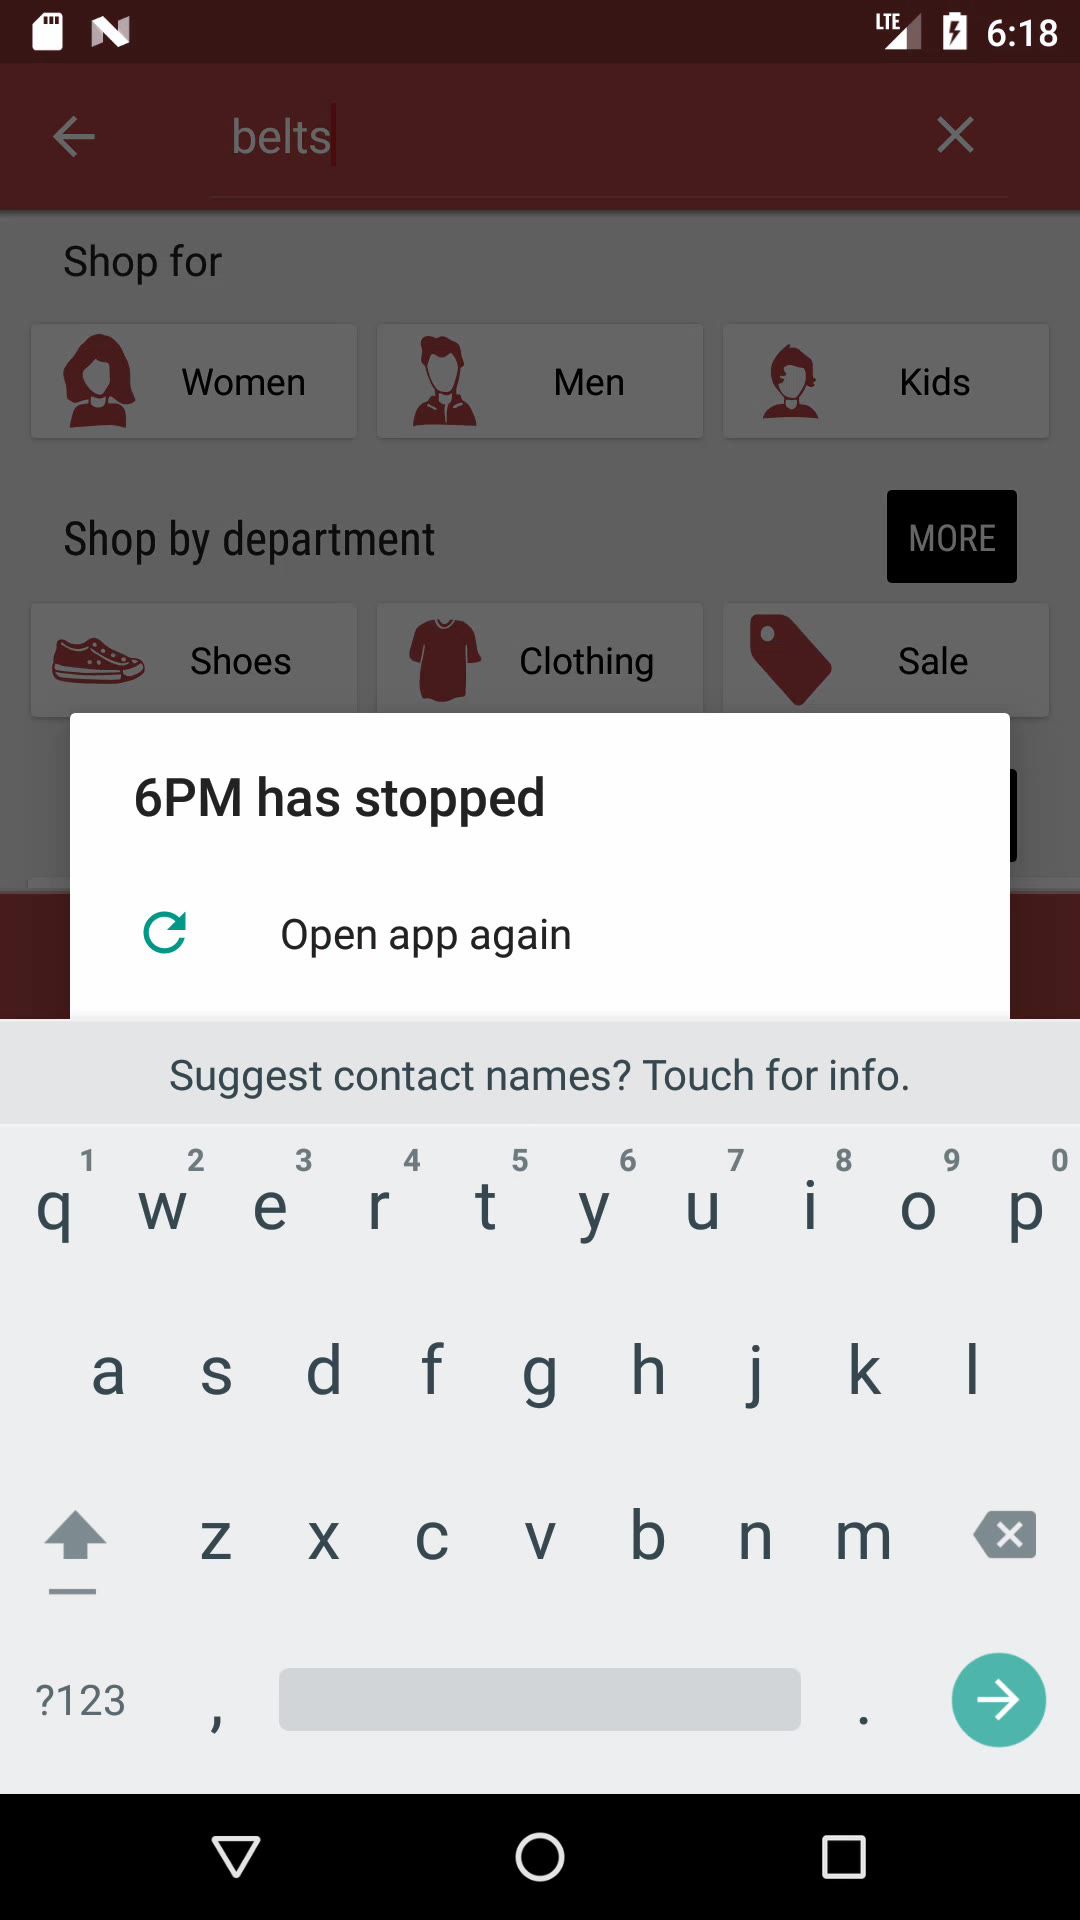 LTE 6:18
belts
Shop for
Women Men Kids
Shop by department MORE
Shoes Clothing Sale
6PM has stopped
Open app again
Suggest contact names? Touch for info.
1 2 3 4 5 6 7 8 9 0
q w e r t y u i o p
a s d f g h j k l
z x c v b n m
?123 , .